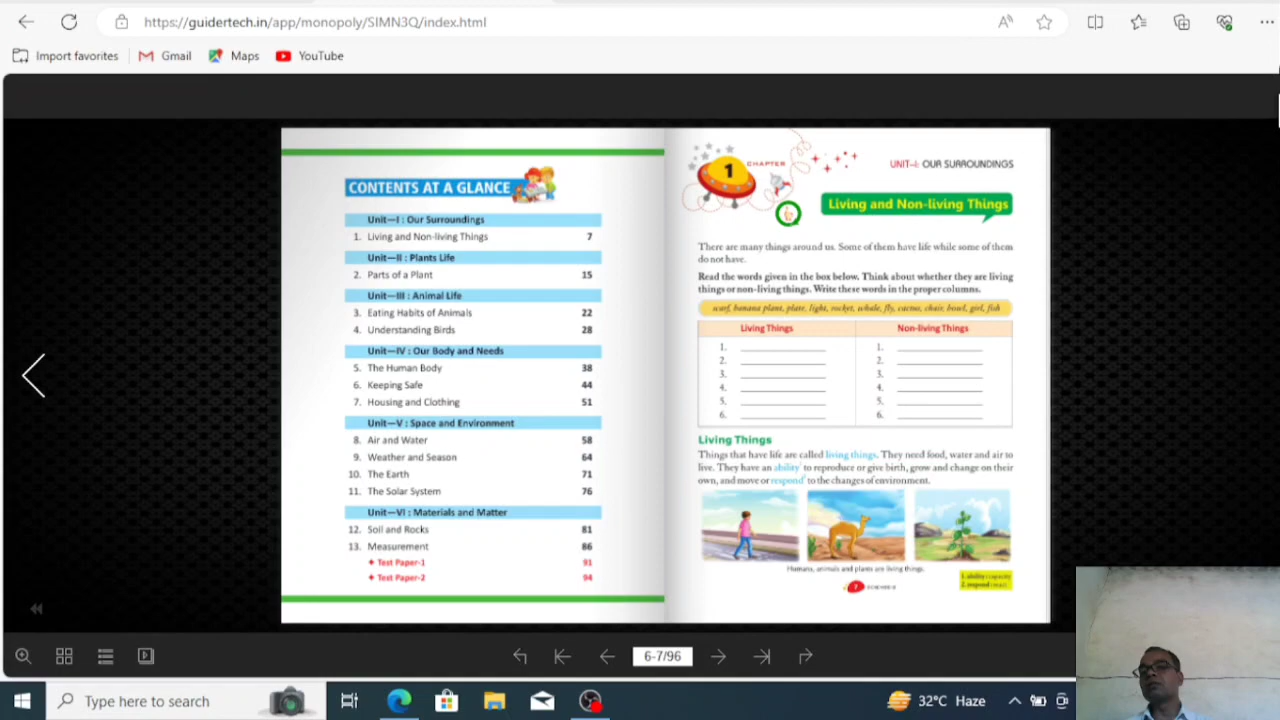 https://guidertech.in/app/monopoly/SIMN3Q/index.html
Import favorites
Gmail
Maps
YouTube
CONTENTS AT A GLANCE
Unit—I : Our Surroundings
1. Living and Non-living Things 7
Unit—II : Plants Life
2. Parts of a Plant 15
Unit—III : Animal Life
3. Eating Habits of Animals 22
4. Understanding Birds 28
Unit—IV : Our Body and Needs
5. The Human Body 38
6. Keeping Safe 44
7. Housing and Clothing 51
Unit—V : Space and Environment
8. Air and Water 58
9. Weather and Season 64
10. The Earth 71
11. The Solar System 76
Unit—VI : Materials and Matter
12. Soil and Rocks 81
13. Measurement 86
Test Paper-1 91
Test Paper-2 94
1 CHAPTER
UNIT–I: OUR SURROUNDINGS
Living and Non-living Things
There are many things around us. Some of them have life while some of them
do not have.
Read the words given in the box below. Think about whether they are living
things or non-living things. Write these words in the proper columns.
banana plant, plate, light, rocket, whale, fly, cactus, chair, bowl, girl, fish
Living Things Non-living Things
1. 1.
2. 2.
3. 3.
4. 4.
5. 5.
6. 6.
Living Things
Things that have life are called living things. They need food, water and air to
live. They have an ability¹ to reproduce or give birth, grow and change on their
own, and move or respond² to the changes of environment.
Humans, animals and plants are living things.
1. ability : capacity
2. respond : react
7
6-7/96
Type here to search
32°C Haze